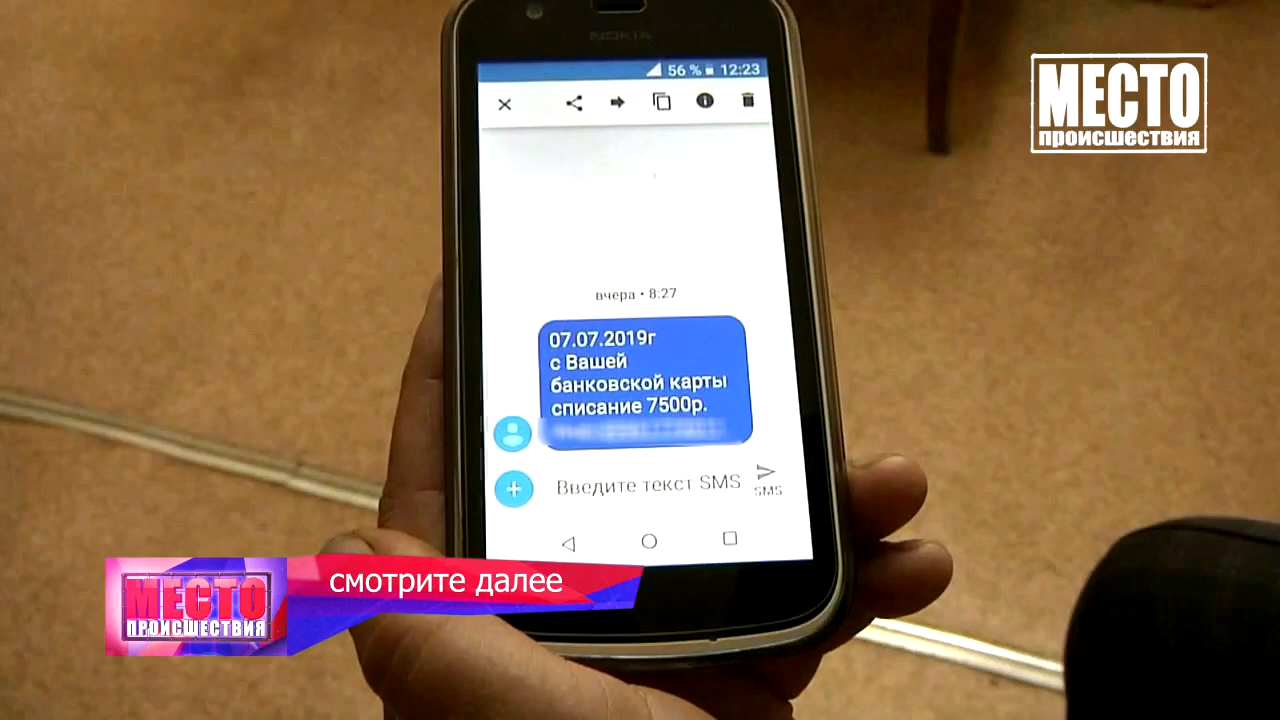 NOKIA
56 % 12:23
МЕСТО
ПРОИСШЕСТВИЯ
вчера • 8:27
07.07.2019г
с Вашей
банковской карты
списание 7500р.
Введите текст SMS
SMS
смотрите далее
МЕСТО
ПРОИСШЕСТВИЯ